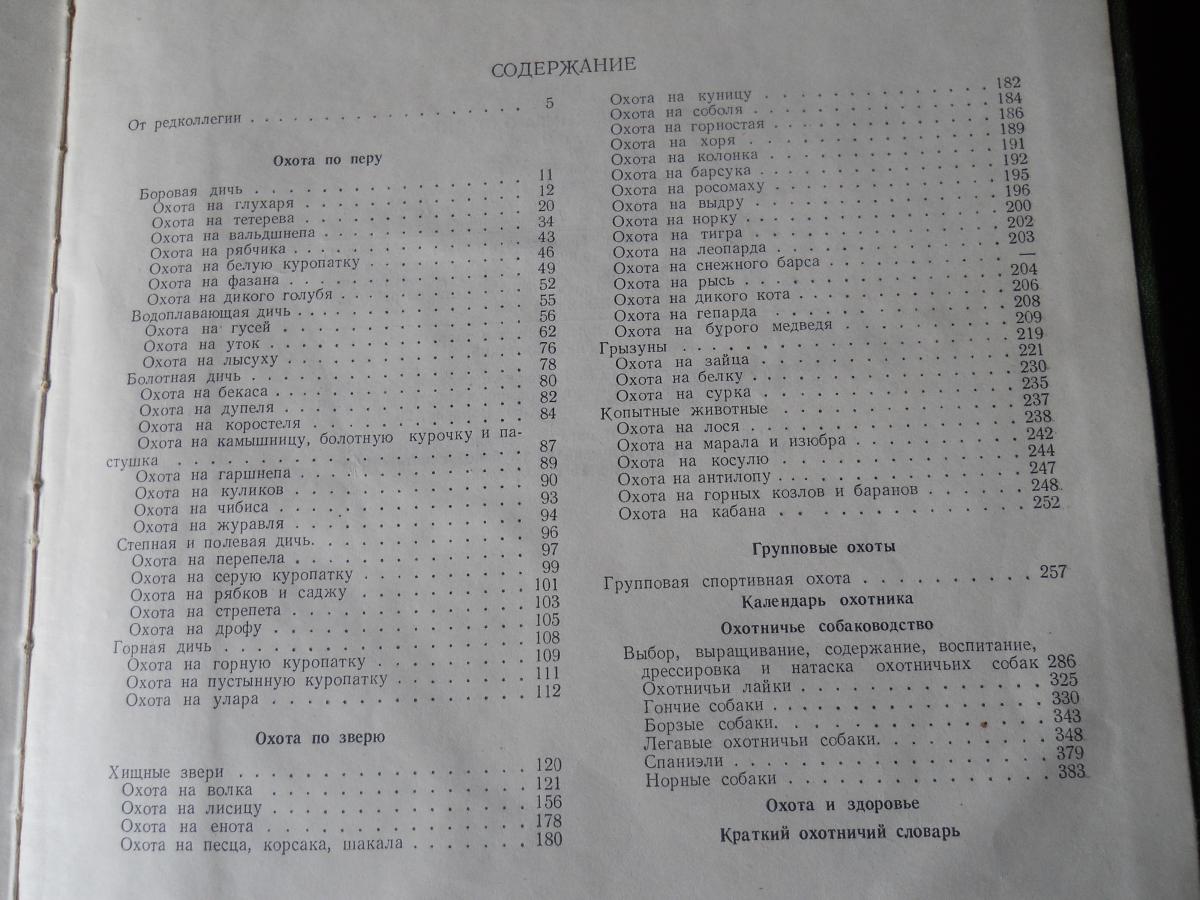 СОДЕРЖАНИЕ
От редколлегии . . . . . . . . . . . . . . . . 5
Охота по перу
Боровая дичь . . . . . . . . . . . . . . . . 11
Охота на глухаря . . . . . . . . . . . . . 12
Охота на тетерева . . . . . . . . . . . . . 20
Охота на вальдшнепа . . . . . . . . . . . . 34
Охота на рябчика . . . . . . . . . . . . . 43
Охота на белую куропатку . . . . . . . . . 46
Охота на фазана . . . . . . . . . . . . . 49
Охота на дикого голубя . . . . . . . . . . 52
Водоплавающая дичь . . . . . . . . . . . . . 55
Охота на гусей . . . . . . . . . . . . . . 56
Охота на уток . . . . . . . . . . . . . . 62
Охота на лысуху . . . . . . . . . . . . . 76
Болотная дичь . . . . . . . . . . . . . . . 78
Охота на бекаса . . . . . . . . . . . . . 80
Охота на дупеля . . . . . . . . . . . . . 82
Охота на коростеля . . . . . . . . . . . . 84
Охота на камышницу, болотную курочку и па-
стушка . . . . . . . . . . . . . . . . . . 87
Охота на гаршнепа . . . . . . . . . . . . 89
Охота на куликов . . . . . . . . . . . . . 90
Охота на чибиса . . . . . . . . . . . . . 93
Охота на журавля . . . . . . . . . . . . . 94
Степная и полевая дичь. . . . . . . . . . . . 96
Охота на перепела . . . . . . . . . . . . 97
Охота на серую куропатку . . . . . . . . . 99
Охота на рябков и саджу . . . . . . . . . 101
Охота на стрепета . . . . . . . . . . . . 103
Охота на дрофу . . . . . . . . . . . . . . 105
Горная дичь . . . . . . . . . . . . . . . . 108
Охота на горную куропатку . . . . . . . . . 109
Охота на пустынную куропатку . . . . . . . . 111
Охота на улара . . . . . . . . . . . . . . 112
Охота по зверю
Хищные звери . . . . . . . . . . . . . . . . 120
Охота на волка . . . . . . . . . . . . . . 121
Охота на лисицу . . . . . . . . . . . . . 156
Охота на енота . . . . . . . . . . . . . . 178
Охота на песца, корсака, шакала . . . . . . . 180
Охота на куницу . . . . . . . . . . . . . 182
Охота на соболя . . . . . . . . . . . . . 184
Охота на горностая . . . . . . . . . . . . 186
Охота на хоря . . . . . . . . . . . . . . 189
Охота на колонка . . . . . . . . . . . . . 191
Охота на барсука . . . . . . . . . . . . . 192
Охота на росомаху . . . . . . . . . . . . 195
Охота на выдру . . . . . . . . . . . . . . 196
Охота на норку . . . . . . . . . . . . . . 200
Охота на тигра . . . . . . . . . . . . . . 202
Охота на леопарда . . . . . . . . . . . . 203
Охота на снежного барса . . . . . . . . . . —
Охота на рысь . . . . . . . . . . . . . . 204
Охота на дикого кота . . . . . . . . . . . 206
Охота на гепарда . . . . . . . . . . . . . 208
Охота на бурого медведя . . . . . . . . . . 209
Грызуны . . . . . . . . . . . . . . . . . . 219
Охота на зайца . . . . . . . . . . . . . . 221
Охота на белку . . . . . . . . . . . . . . 230
Охота на сурка . . . . . . . . . . . . . . 235
Копытные животные . . . . . . . . . . . . . 237
Охота на лося . . . . . . . . . . . . . . 238
Охота на марала и изюбра . . . . . . . . . 242
Охота на косулю . . . . . . . . . . . . . 244
Охота на антилопу . . . . . . . . . . . . 247
Охота на горных козлов и баранов . . . . . . 248
Охота на кабана . . . . . . . . . . . . . 252
Групповые охоты
Групповая спортивная охота . . . . . . . . . . 257
Календарь охотника
Охотничье собаководство
Выбор, выращивание, содержание, воспитание,
дрессировка и натаска охотничьих собак 286
Охотничьи лайки . . . . . . . . . . . . . 325
Гончие собаки . . . . . . . . . . . . . . 330
Борзые собаки. . . . . . . . . . . . . . . 343
Легавые охотничьи собаки. . . . . . . . . . 348
Спаниэли . . . . . . . . . . . . . . . . . 379
Норные собаки . . . . . . . . . . . . . . 383
Охота и здоровье
Краткий охотничий словарь